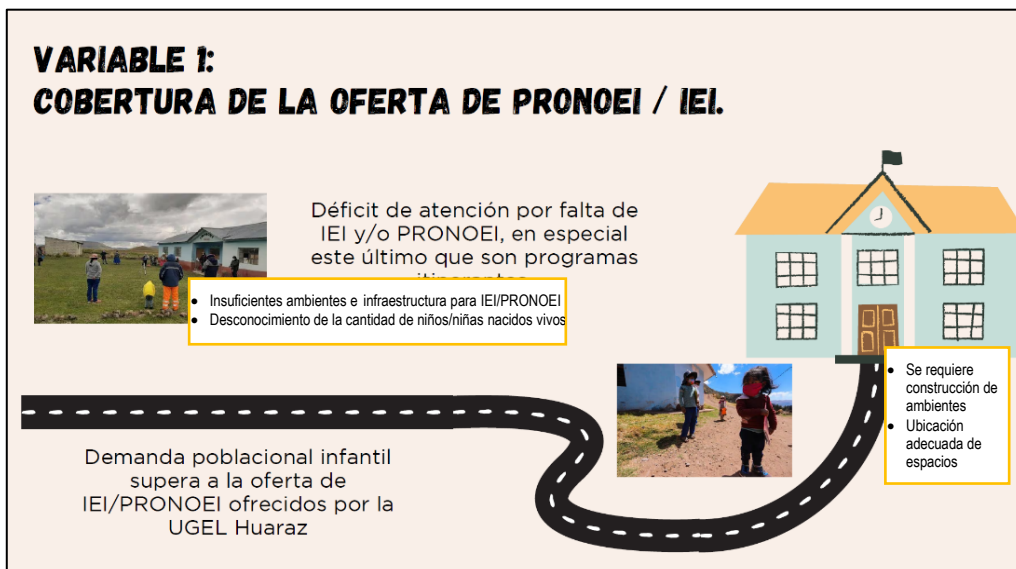 VARIABLE 1:
COBERTURA DE LA OFERTA DE PRONOEI / IEI.
Déficit de atención por falta de
IEI y/o PRONOEI, en especial
este último que son programas
itinerantes
• Insuficientes ambientes e infraestructura para IEI/PRONOEI
• Desconocimiento de la cantidad de niños/niñas nacidos vivos
• Se requiere
construcción de
ambientes
• Ubicación
adecuada de
espacios
Demanda poblacional infantil
supera a la oferta de
IEI/PRONOEI ofrecidos por la
UGEL Huaraz